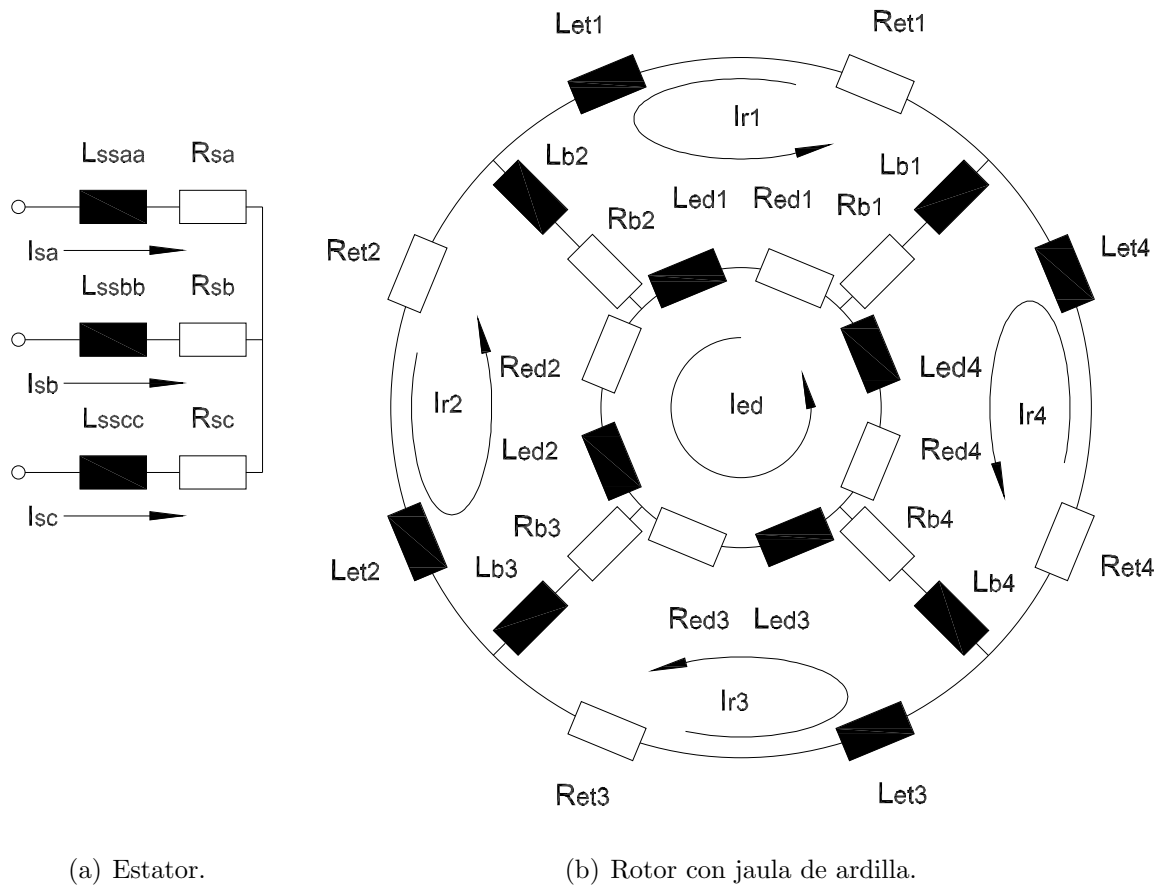 Let1
Ret1
Ir1
Lssaa
Rsa
Lb2
Lb1
Led1
Red1
Rb2
Rb1
Isa
Ret2
Let4
Lssbb
Rsb
Red2
Led4
Isb
Ir2
Ied
Ir4
Lsscc
Rsc
Led2
Red4
Isc
Rb3
Rb4
Let2
Lb3
Lb4
Ret4
Red3
Led3
Ir3
Ret3
Let3
(a) Estator.
(b) Rotor con jaula de ardilla.